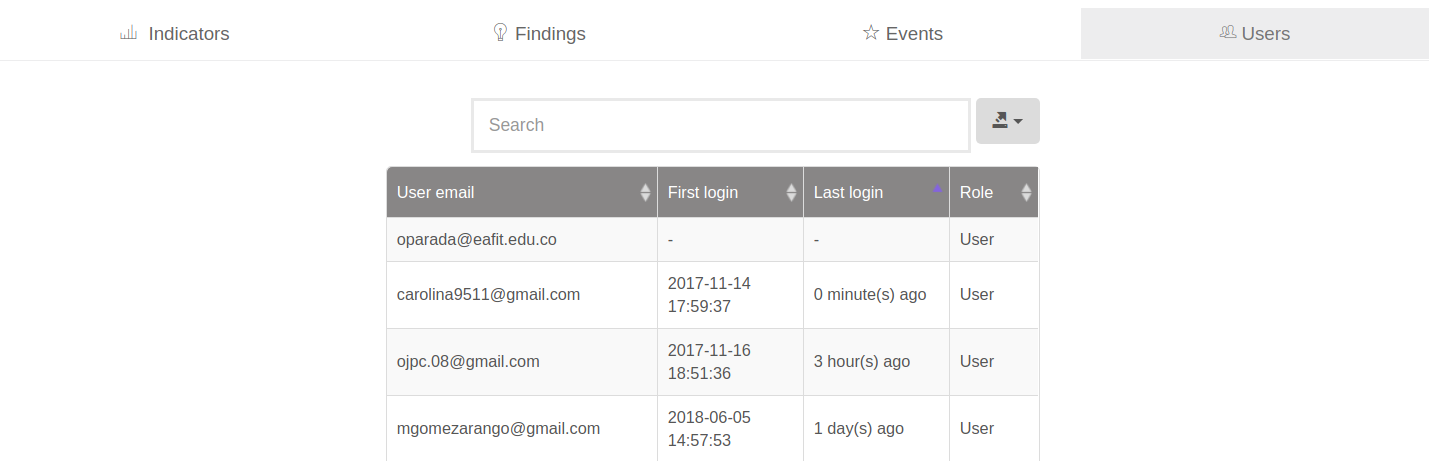 Indicators Findings Events Users
Search
User email First login Last login Role
oparada@eafit.edu.co - - User
carolina9511@gmail.com 2017-11-14 17:59:37 0 minute(s) ago User
ojpc.08@gmail.com 2017-11-16 18:51:36 3 hour(s) ago User
mgomezarango@gmail.com 2018-06-05 14:57:53 1 day(s) ago User